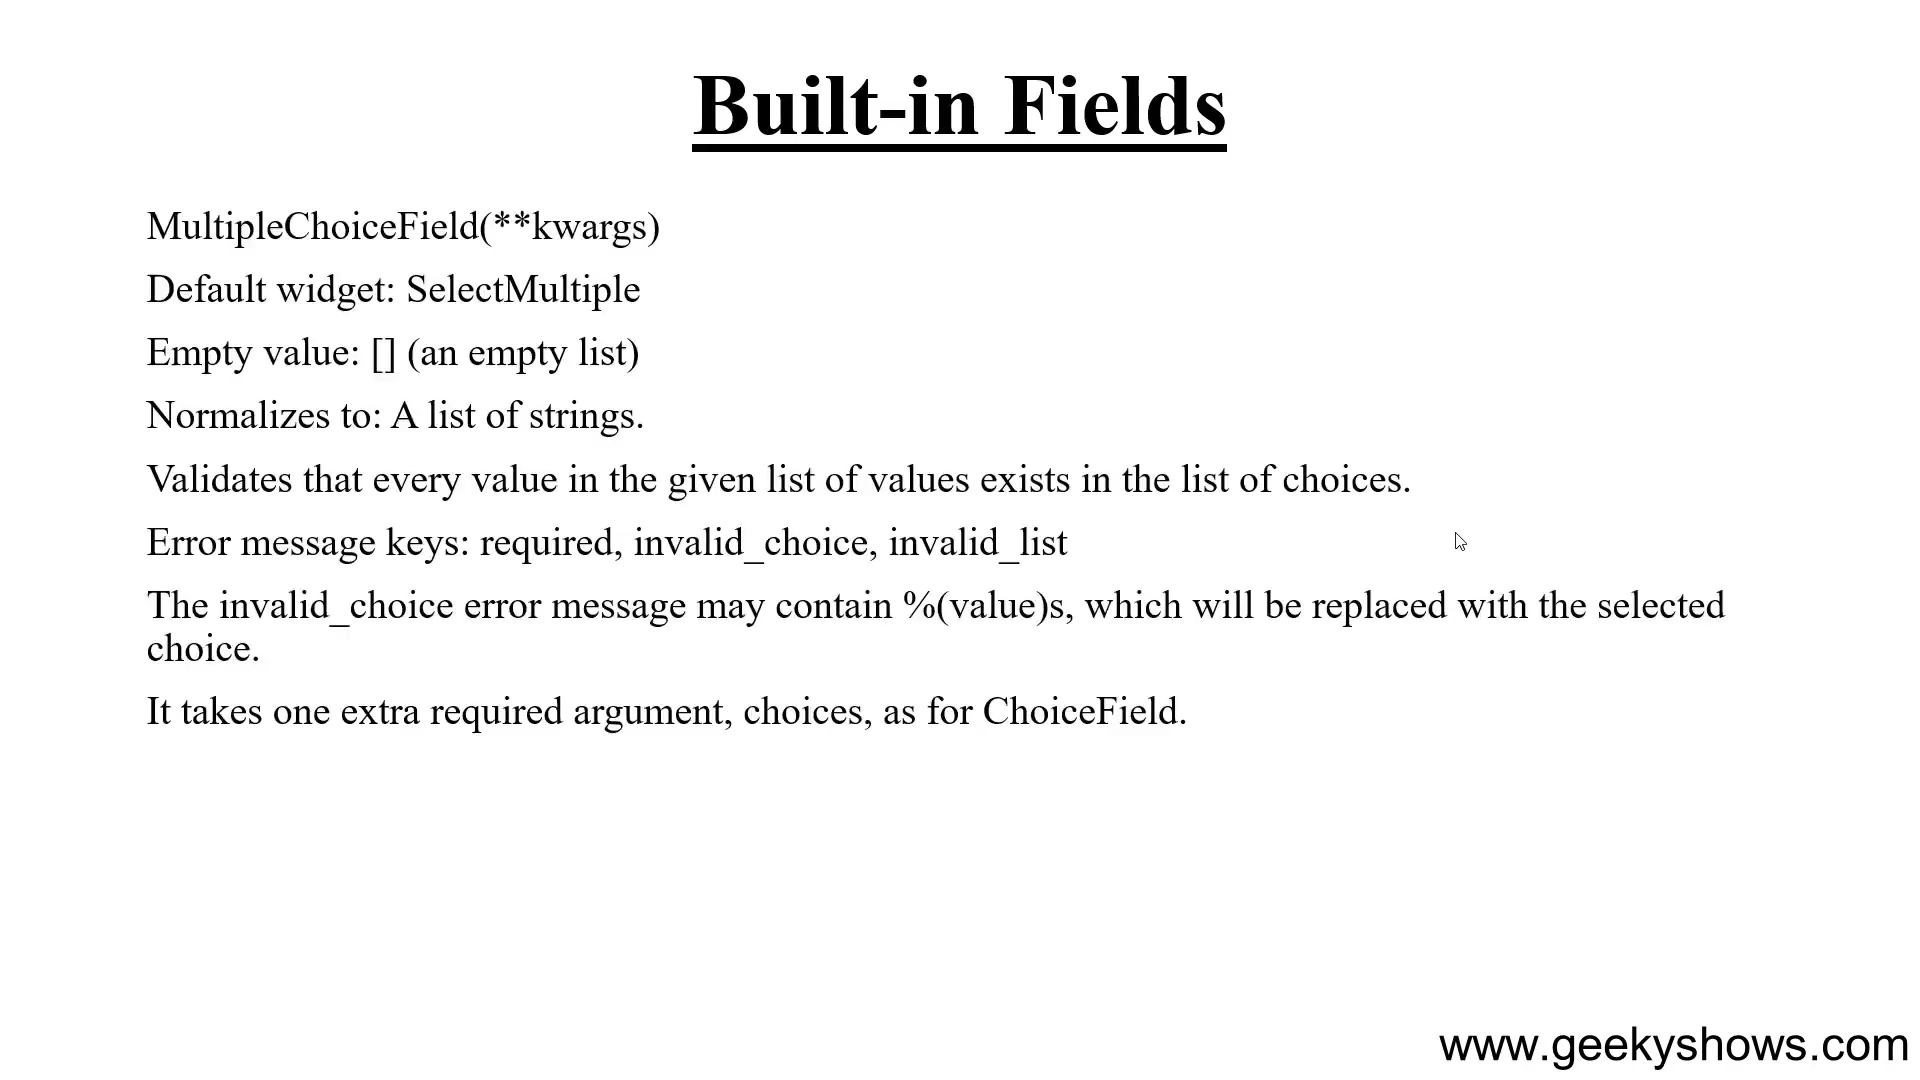 Built-in Fields
MultipleChoiceField(**kwargs)
Default widget: SelectMultiple
Empty value: [] (an empty list)
Normalizes to: A list of strings.
Validates that every value in the given list of values exists in the list of choices.
Error message keys: required, invalid_choice, invalid_list
The invalid_choice error message may contain %(value)s, which will be replaced with the selected
choice.
It takes one extra required argument, choices, as for ChoiceField.
www.geekyshows.com